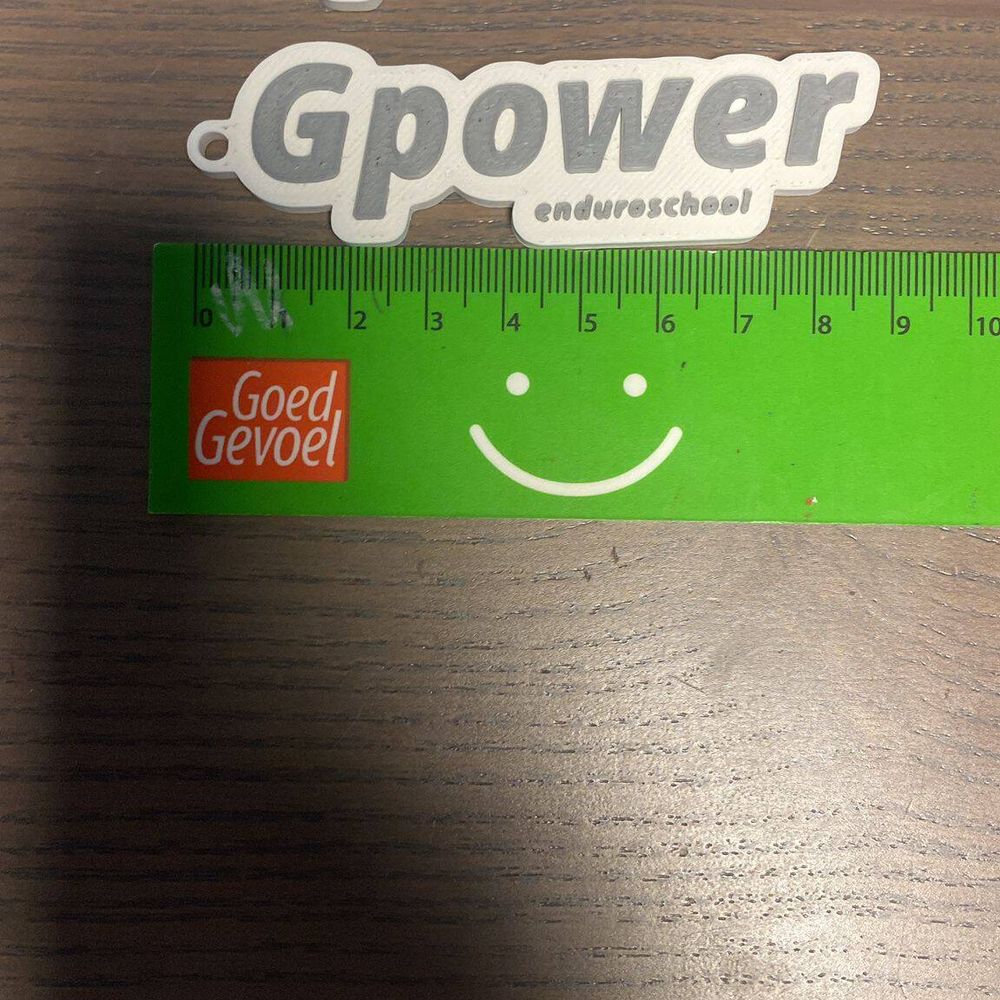 Gpower
enduroschool
0 1 2 3 4 5 6 7 8 9 10
Goed
Gevoel